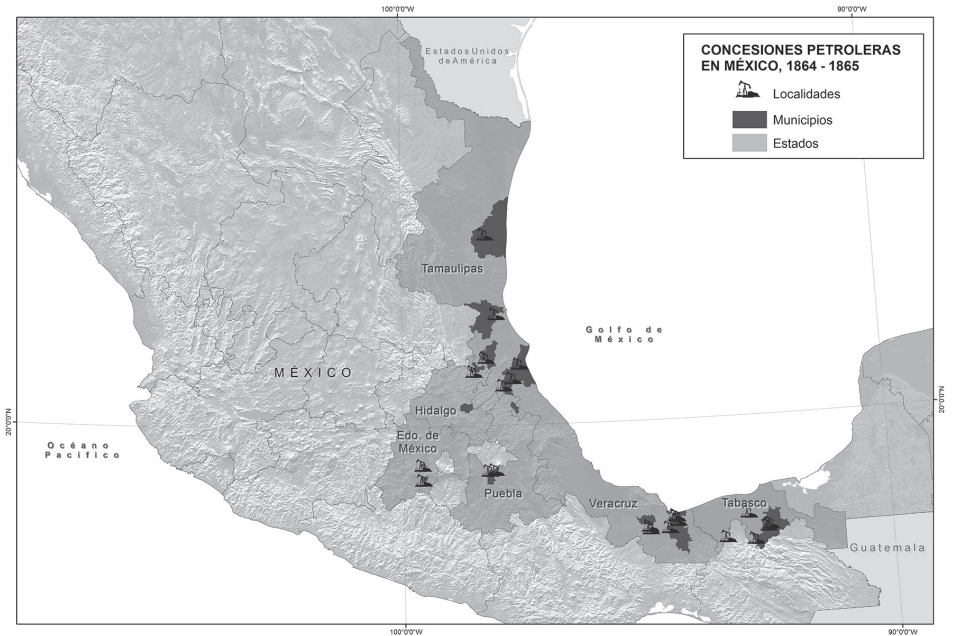 100°0'0"W
90°0'0"W
Estados Unidos
de América
CONCESIONES PETROLERAS
EN MÉXICO, 1864 - 1865
Localidades
Municipios
Estados
Tamaulipas
Golfo de
México
MÉXICO
Hidalgo
20°0'0"N
20°0'0"N
Edo. de
México
Océano
Pacífico
Puebla
Veracruz
Tabasco
Guatemala
100°0'0"W
90°0'0"W